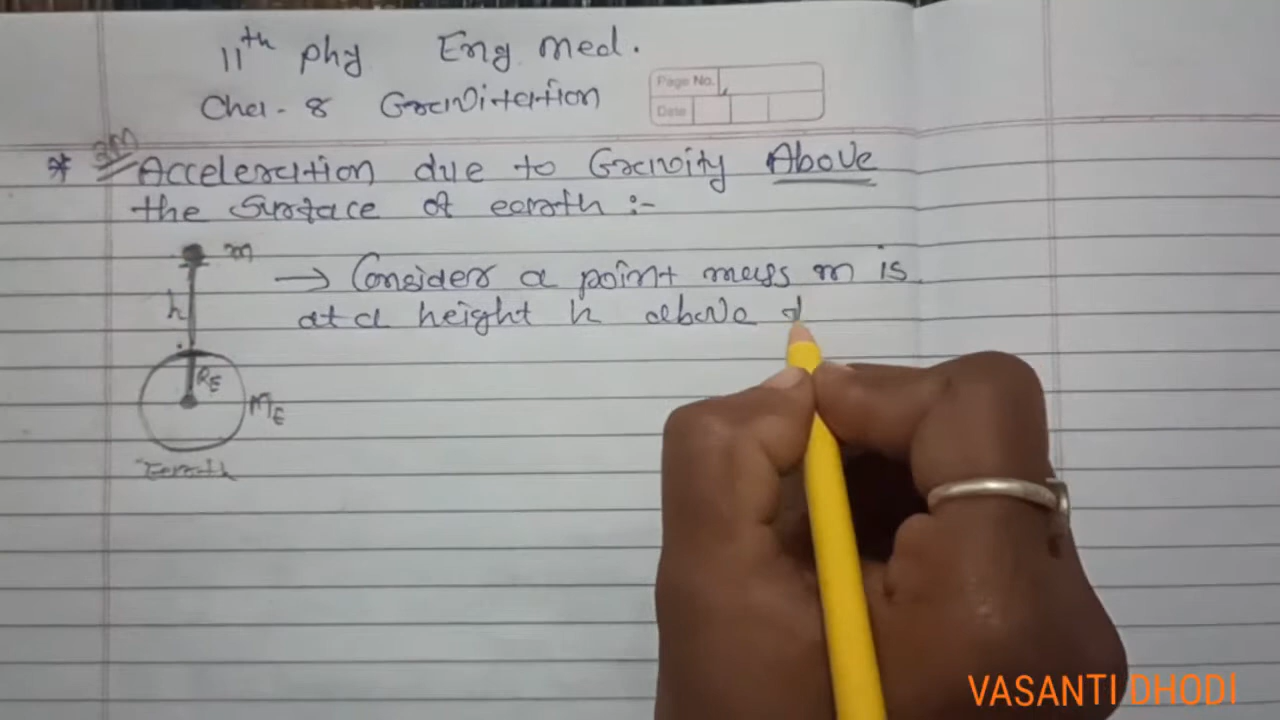 11th phy Eng med.
Cha - 8 Gravitation
Page No.
Date
* 3m Acceleration due to Gravity Above
the surface of earth :-
m
h
RE
ME
Earth
→ Consider a point mass m is
at a height h above
VASANTI DHODI